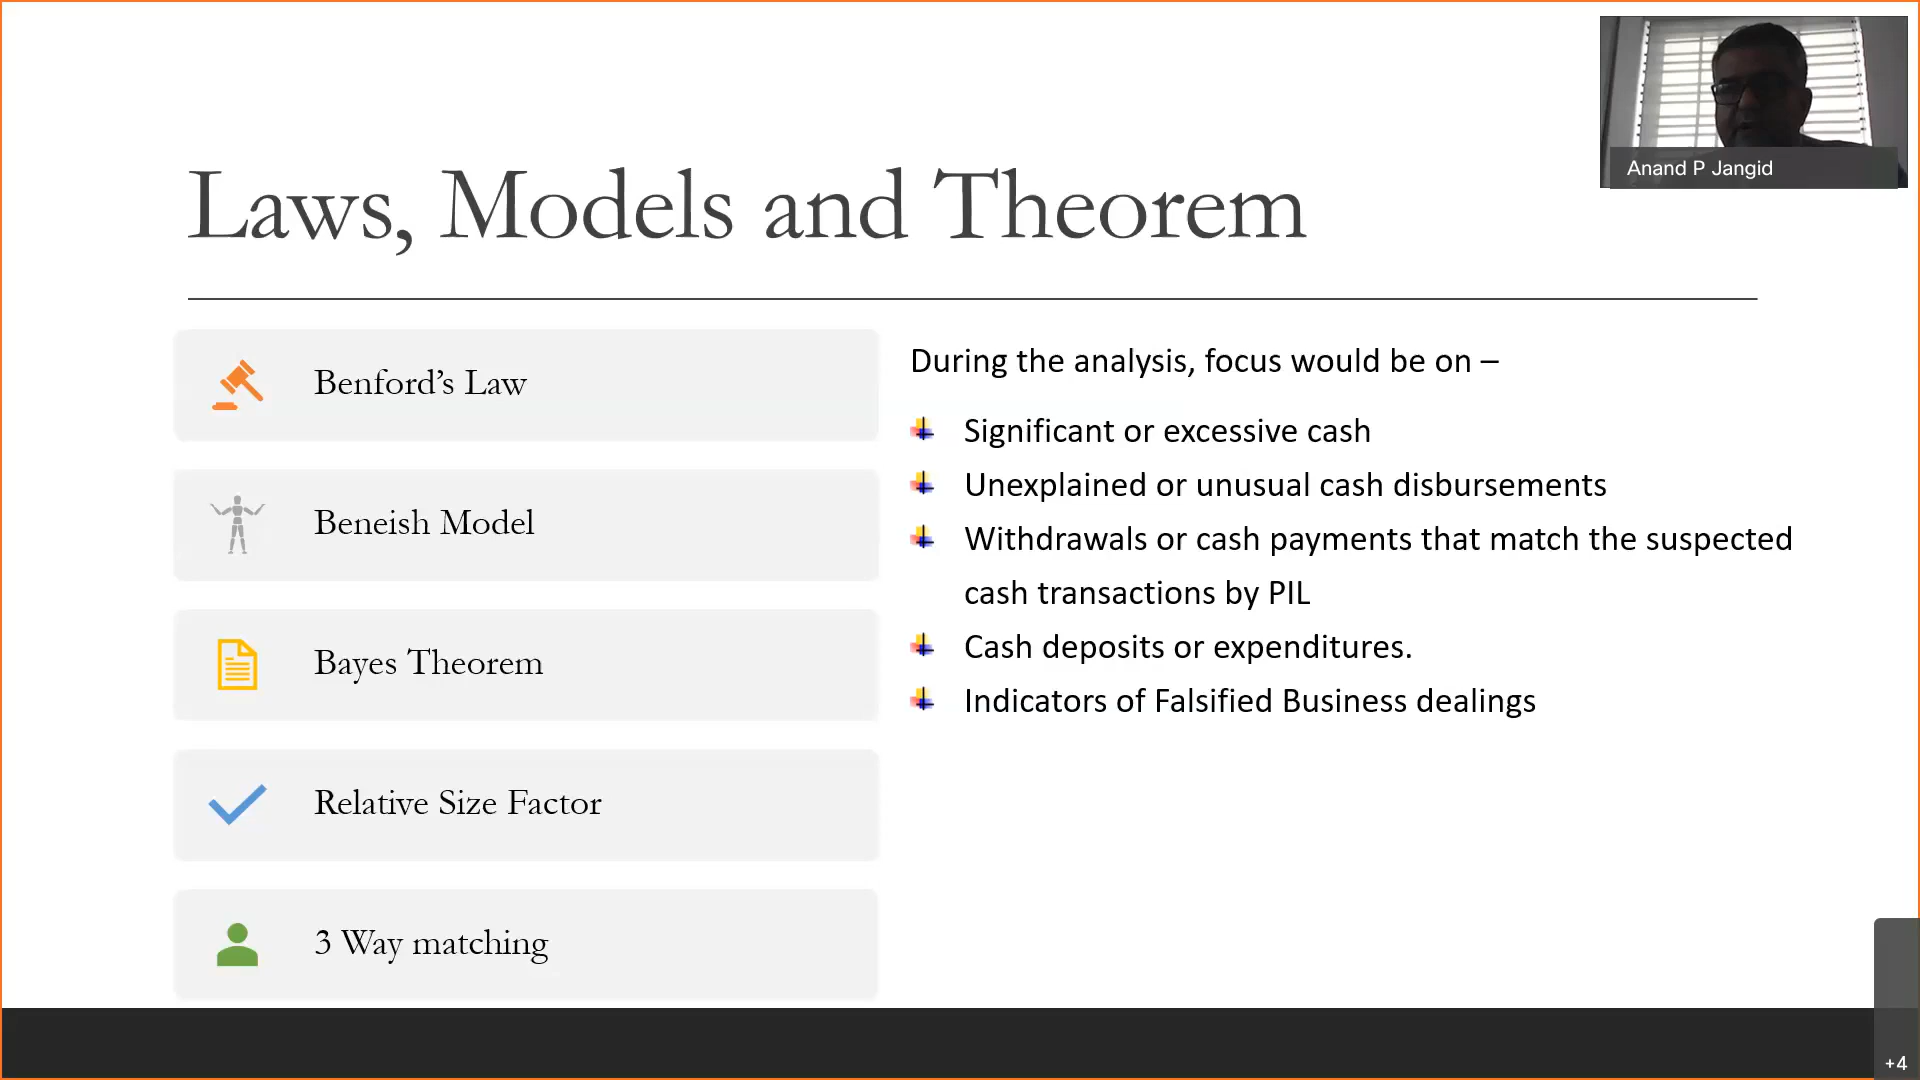 Anand P Jangid
Laws, Models and Theorem
Benford’s Law
Beneish Model
Bayes Theorem
Relative Size Factor
3 Way matching
During the analysis, focus would be on –
Significant or excessive cash
Unexplained or unusual cash disbursements
Withdrawals or cash payments that match the suspected
cash transactions by PIL
Cash deposits or expenditures.
Indicators of Falsified Business dealings
+4